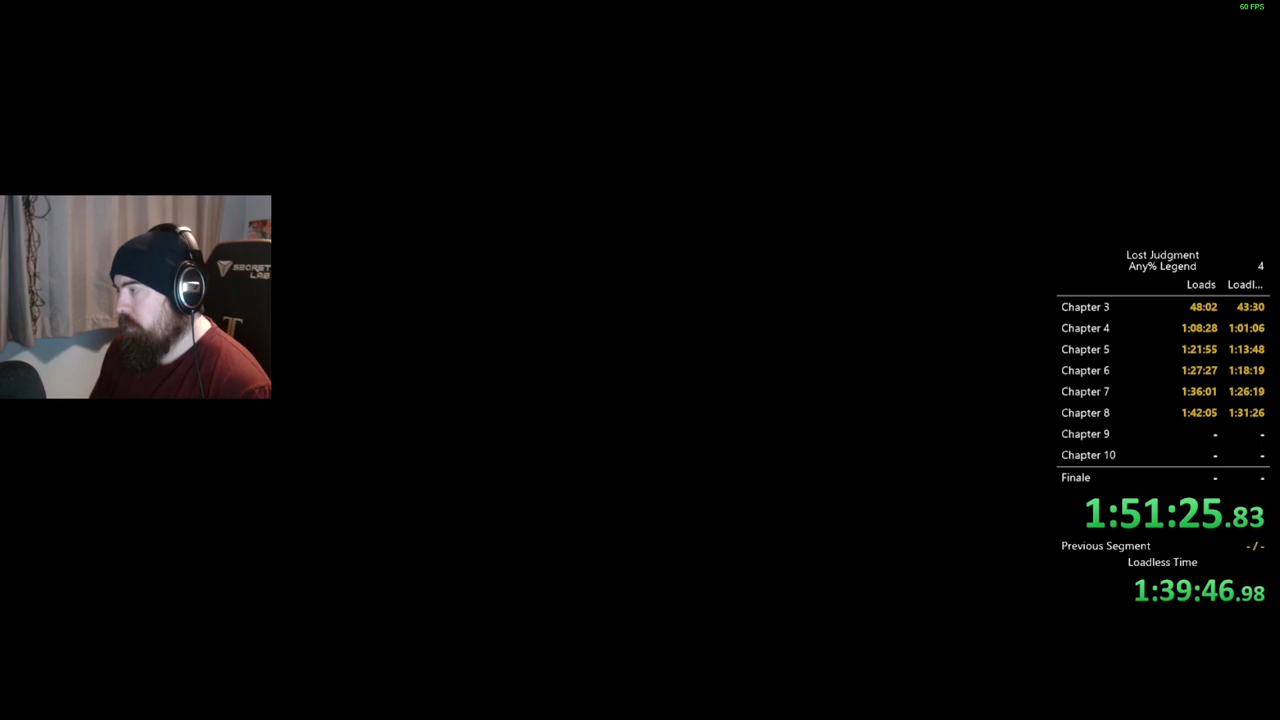 60 FPS
SECRET
LAB
Lost Judgment
Any% Legend 4
Loads Loadl...
Chapter 3 48:02 43:30
Chapter 4 1:08:28 1:01:06
Chapter 5 1:21:55 1:13:48
Chapter 6 1:27:27 1:18:19
Chapter 7 1:36:01 1:26:19
Chapter 8 1:42:05 1:31:26
Chapter 9 - -
Chapter 10 - -
Finale - -
1:51:25.83
Previous Segment - / -
Loadless Time
1:39:46.98